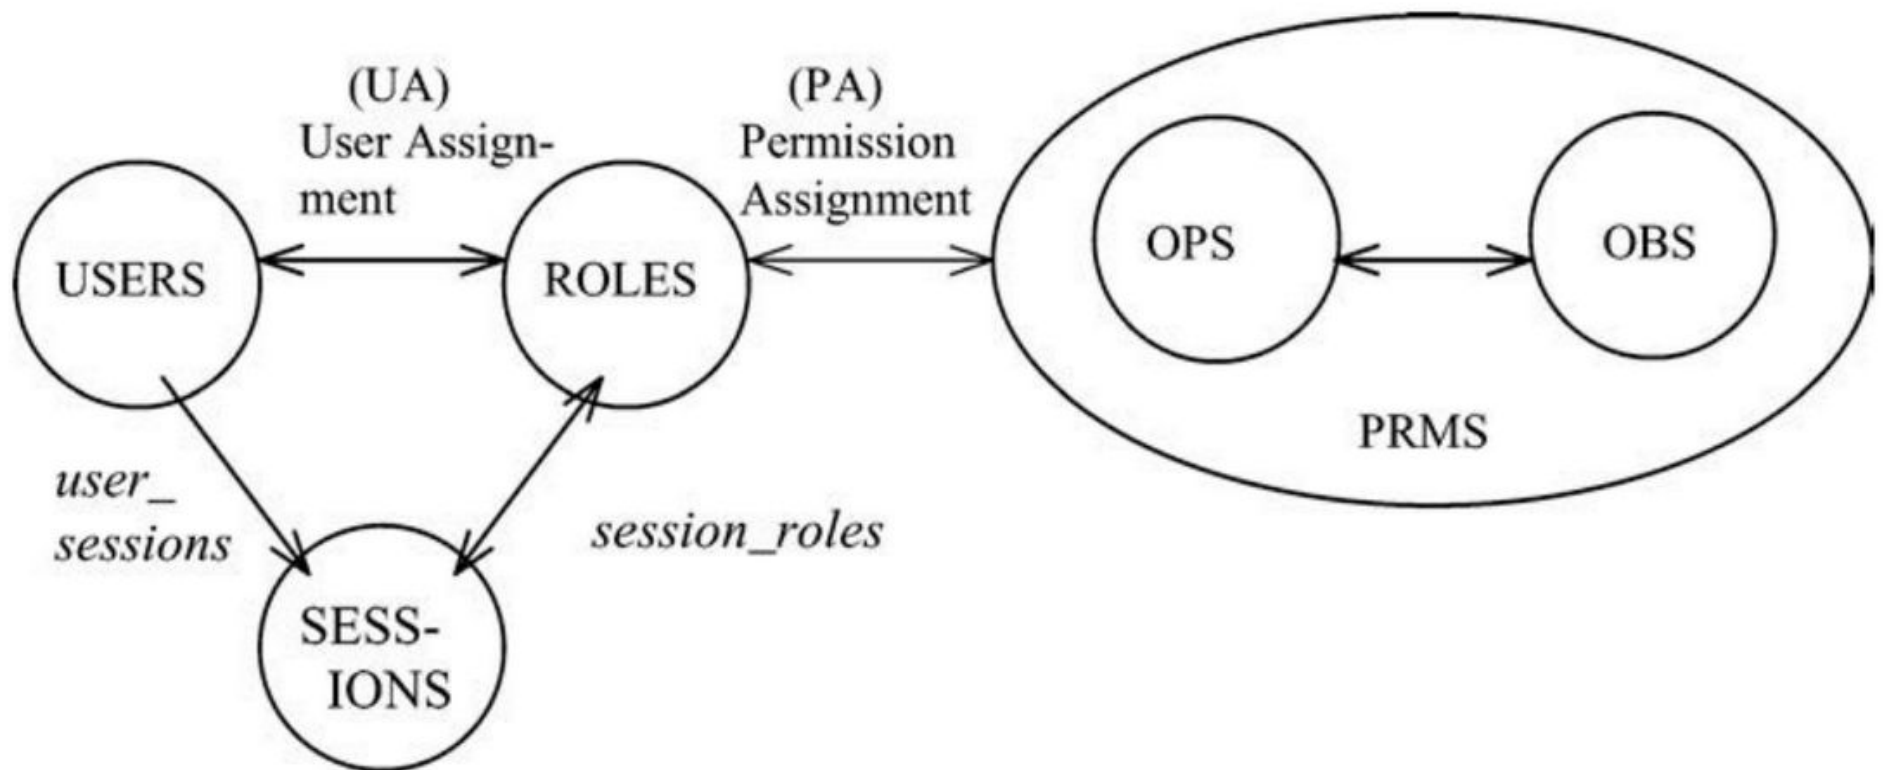 (UA)
User Assign-
ment
(PA)
Permission
Assignment
USERS
ROLES
OPS
OBS
PRMS
user_
sessions
session_roles
SESS-
IONS